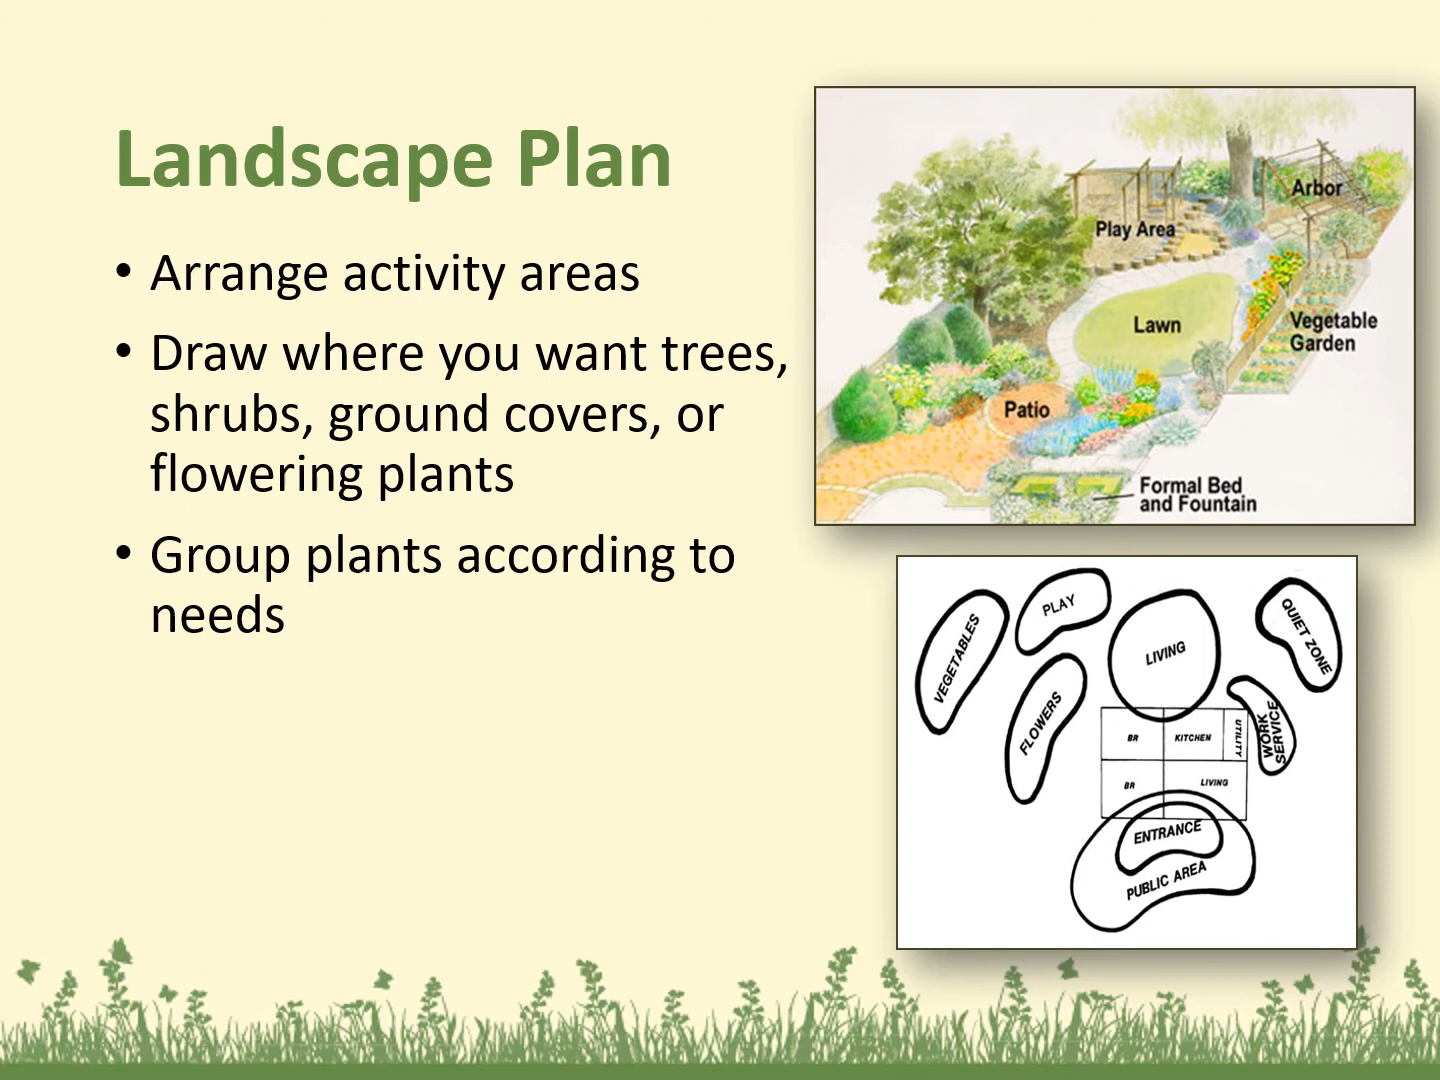 Landscape Plan
• Arrange activity areas
• Draw where you want trees,
shrubs, ground covers, or
flowering plants
• Group plants according to
needs
Arbor
Play Area
Lawn
Vegetable
Garden
Patio
Formal Bed
and Fountain
VEGETABLES
PLAY
LIVING
QUIET ZONE
FLOWERS
WORK
SERVICE
BR
KITCHEN
UTILITY
BR
LIVING
ENTRANCE
PUBLIC AREA